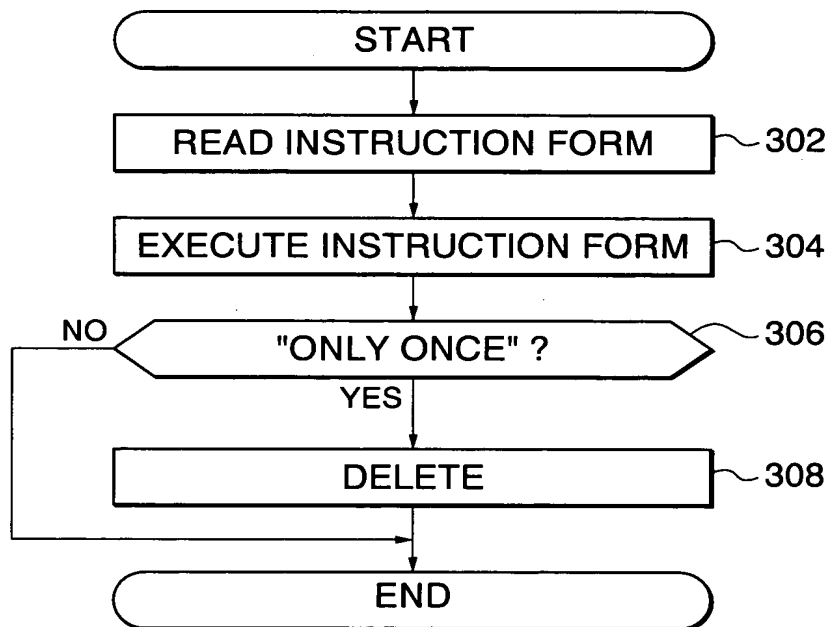 START
READ INSTRUCTION FORM 302
EXECUTE INSTRUCTION FORM 304
NO "ONLY ONCE" ? 306
YES
DELETE 308
END